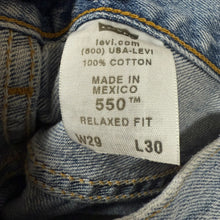 levi.com
(800) USA-LEVI
100% COTTON
MADE IN
MEXICO
550™
RELAXED FIT
W29 L30